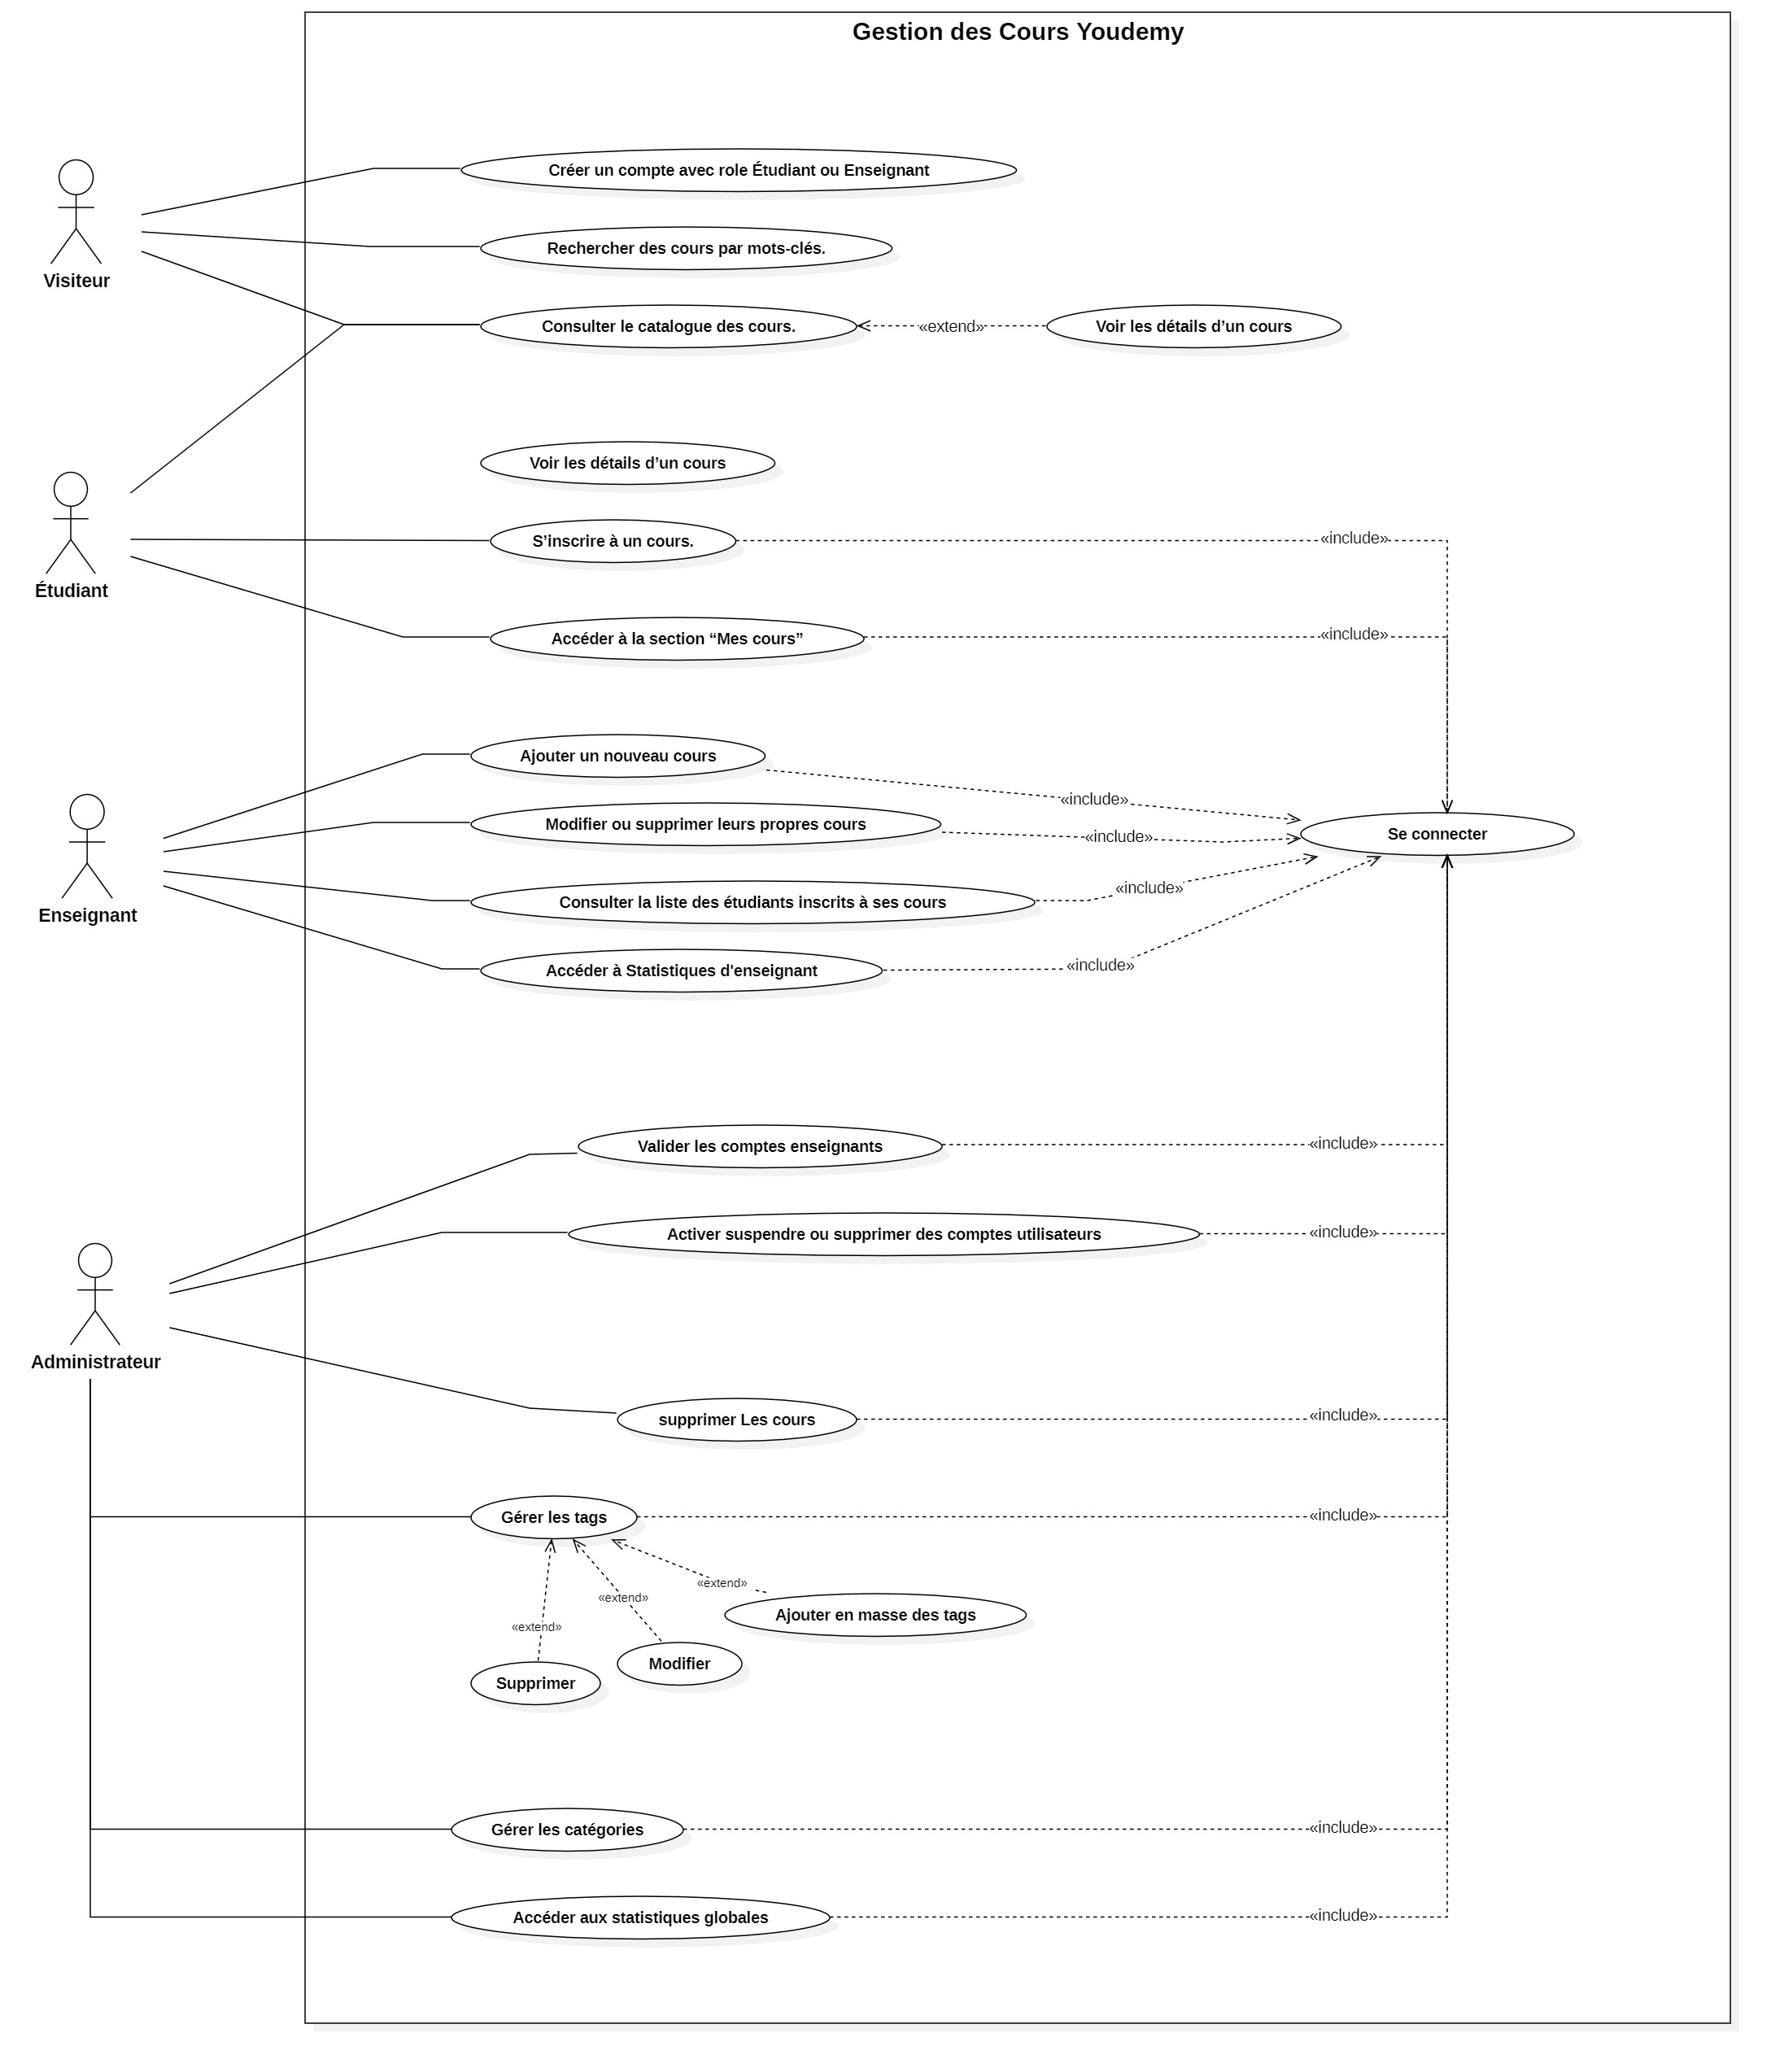 Gestion des Cours Youdemy
Créer un compte avec role Étudiant ou Enseignant
Rechercher des cours par mots-clés.
Visiteur
Consulter le catalogue des cours.
«extend»
Voir les détails d’un cours
Voir les détails d’un cours
S’inscrire à un cours.
«include»
Étudiant
Accéder à la section “Mes cours”
«include»
Ajouter un nouveau cours
«include»
Modifier ou supprimer leurs propres cours
«include»
Se connecter
Enseignant
Consulter la liste des étudiants inscrits à ses cours
«include»
Accéder à Statistiques d'enseignant
«include»
Valider les comptes enseignants
«include»
Activer suspendre ou supprimer des comptes utilisateurs
«include»
Administrateur
supprimer Les cours
«include»
Gérer les tags
«include»
«extend»
«extend»
«extend»
Ajouter en masse des tags
Modifier
Supprimer
Gérer les catégories
«include»
Accéder aux statistiques globales
«include»